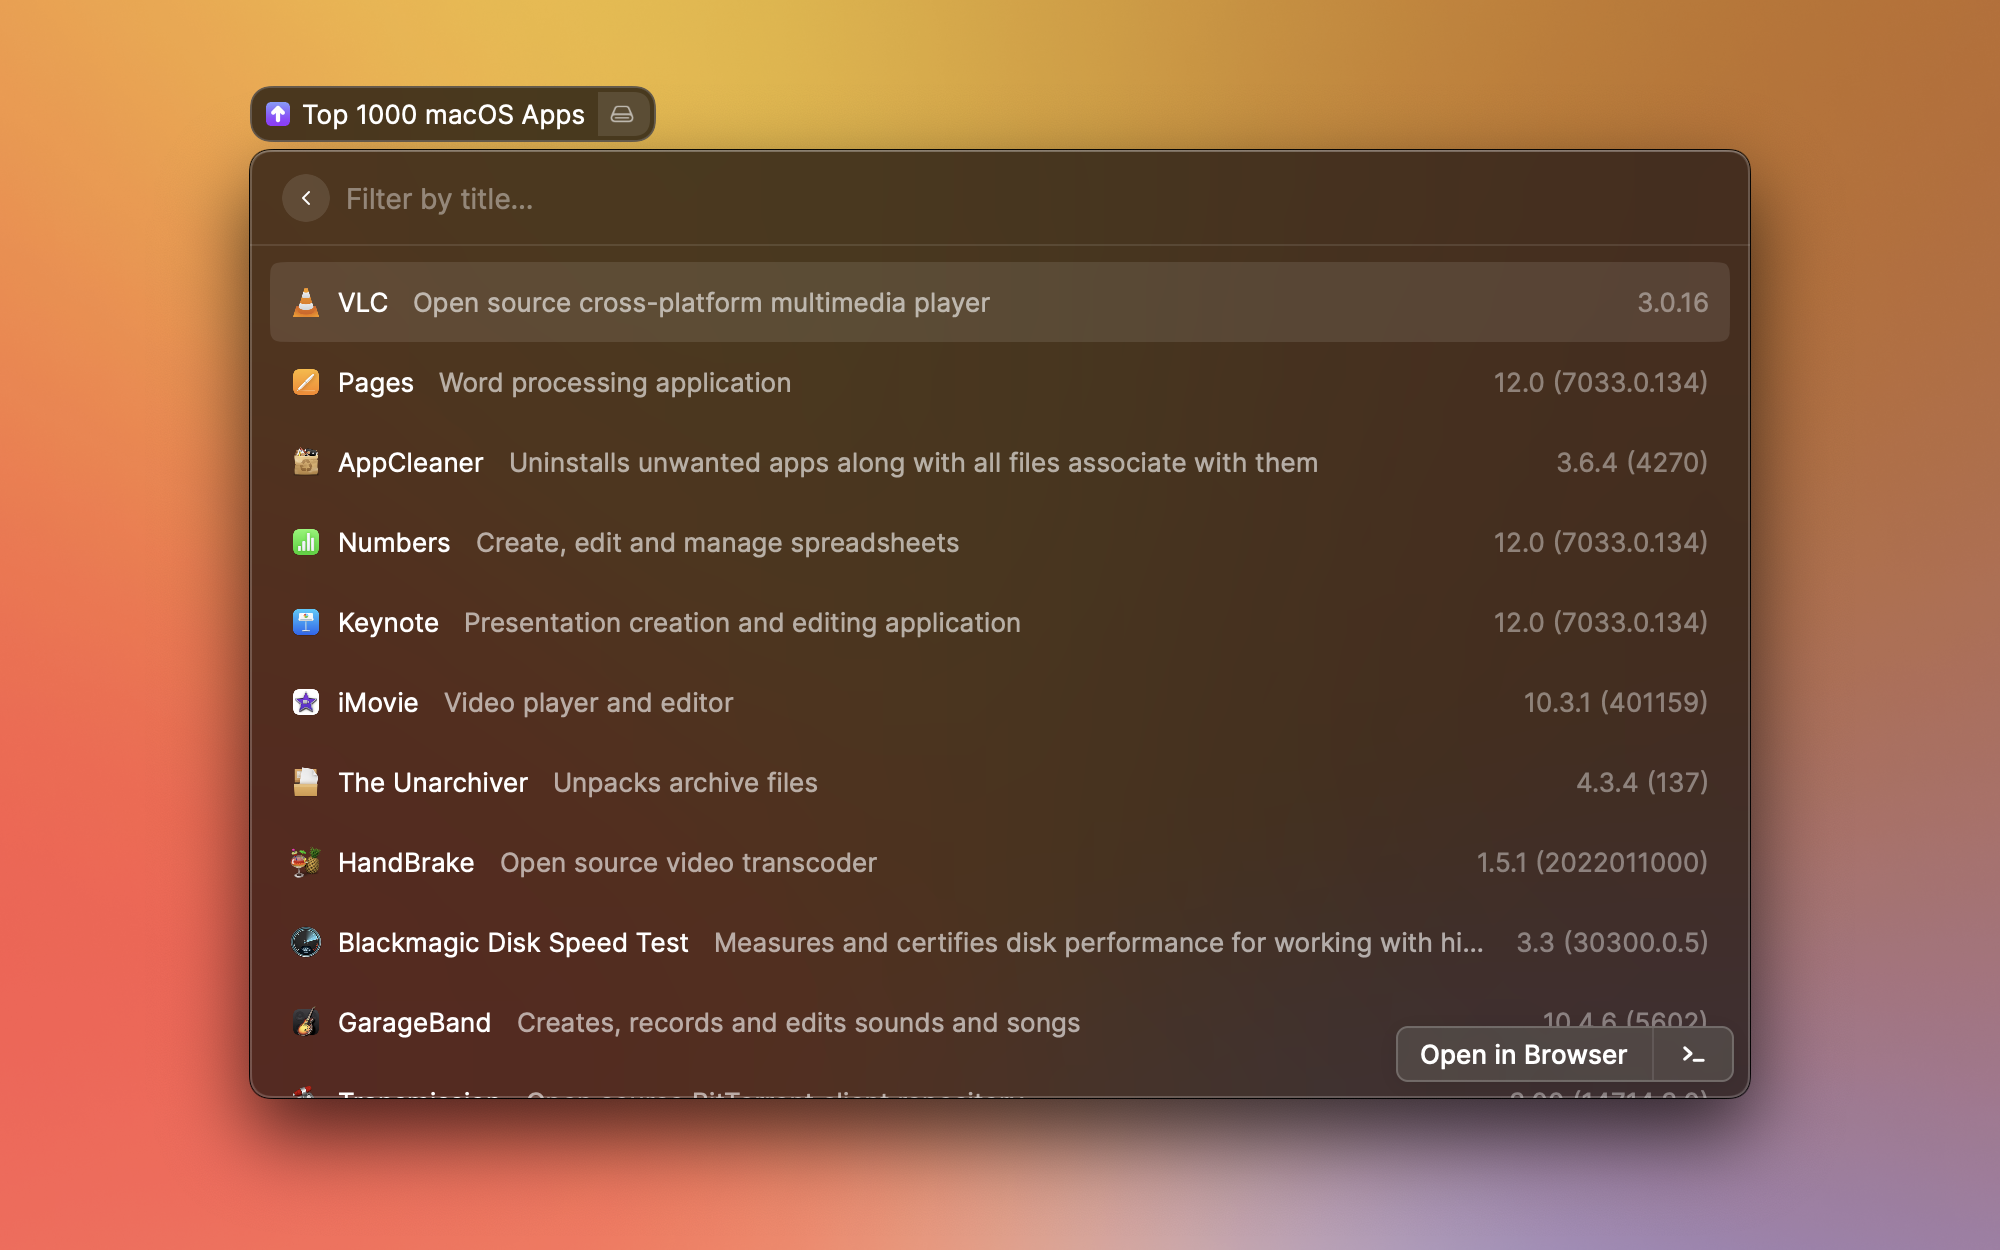 Top 1000 macOS Apps
Filter by title...
VLC Open source cross-platform multimedia player 3.0.16
Pages Word processing application 12.0 (7033.0.134)
AppCleaner Uninstalls unwanted apps along with all files associate with them 3.6.4 (4270)
Numbers Create, edit and manage spreadsheets 12.0 (7033.0.134)
Keynote Presentation creation and editing application 12.0 (7033.0.134)
iMovie Video player and editor 10.3.1 (401159)
The Unarchiver Unpacks archive files 4.3.4 (137)
HandBrake Open source video transcoder 1.5.1 (2022011000)
Blackmagic Disk Speed Test Measures and certifies disk performance for working with hi... 3.3 (30300.0.5)
GarageBand Creates, records and edits sounds and songs 10.4.6 (5602)
Open in Browser
Transmission Open source BitTorrent client repository